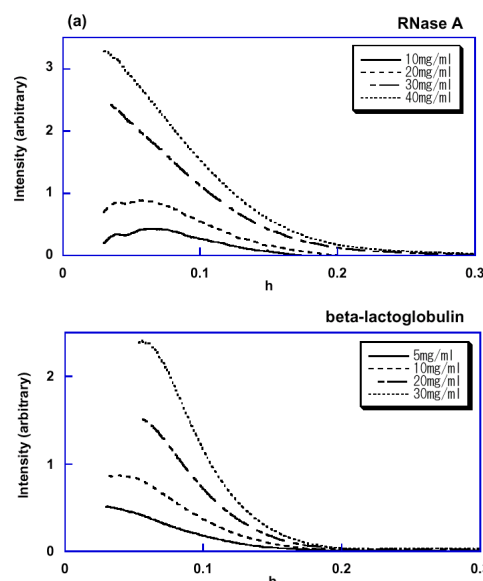 (a)
RNase A
10mg/ml
20mg/ml
30mg/ml
40mg/ml
Intensity (arbitrary)
3
2
1
0
0
0.1
0.2
0.3
h
beta-lactoglobulin
5mg/ml
10mg/ml
20mg/ml
30mg/ml
Intensity (arbitrary)
2
1
0
0
0.1
0.2
0.
h